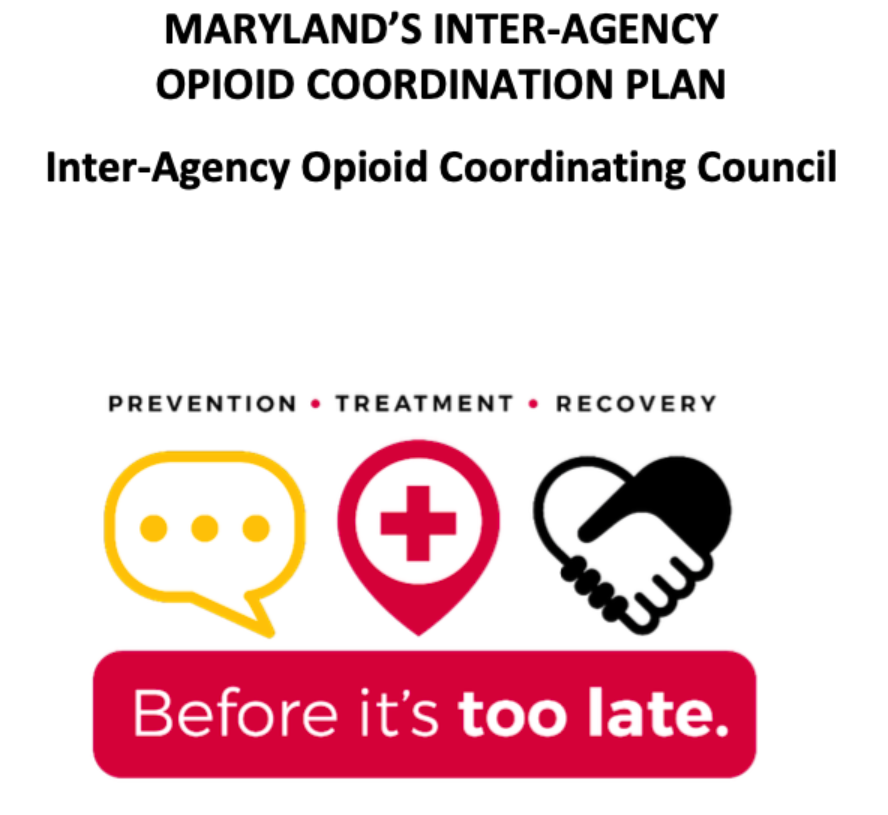 MARYLAND’S INTER-AGENCY
OPIOID COORDINATION PLAN
Inter-Agency Opioid Coordinating Council
PREVENTION • TREATMENT • RECOVERY
Before it’s too late.